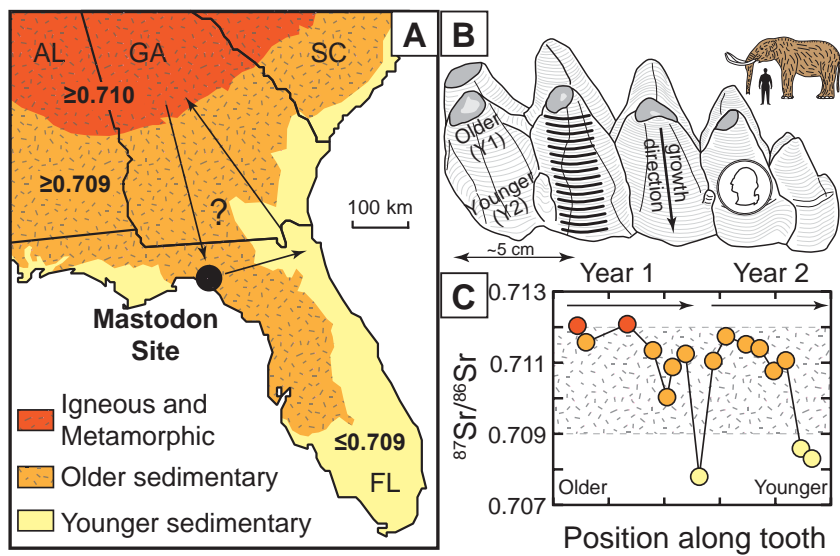 A
AL
GA
SC
≥0.710
≥0.709
?
100 km
Mastodon
Site
≤0.709
FL
Igneous and
Metamorphic
Older sedimentary
Younger sedimentary
B
Older
(Y1)
Younger
(Y2)
growth
direction
~5 cm
C
Year 1
Year 2
0.713
0.711
0.709
0.707
87Sr/86Sr
Older
Younger
Position along tooth